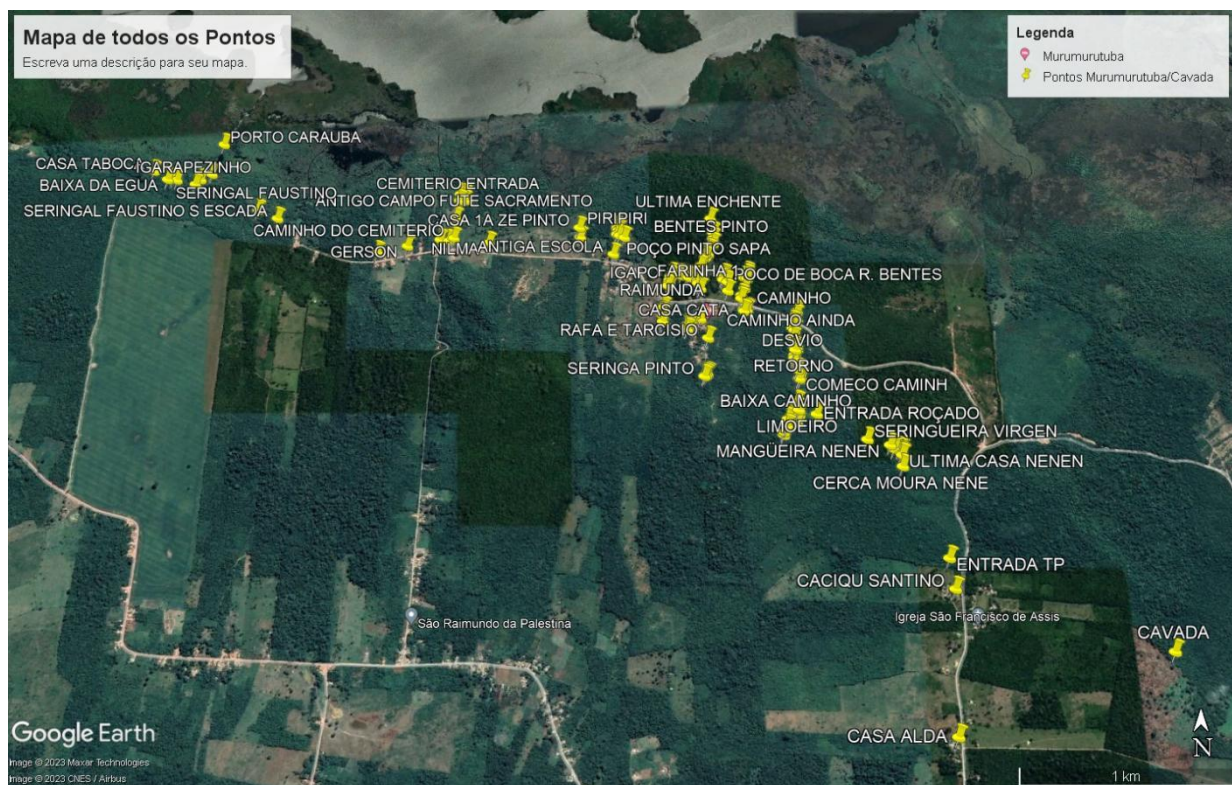 Mapa de todos os Pontos
Escreva uma descrição para seu mapa.
Legenda
Murumurutuba
Pontos Murumurutuba/Cavada
PORTO CARAUBA
CASA TABOCA
IGARAPEZINHO
BAIXA DA EGUA
SERINGAL FAUSTINO
SERINGAL FAUSTINO S ESCADA
CEMITERIO ENTRADA
ANTIGO CAMPO FUTE SACRAMENTO
CASA 1A ZE PINTO
CAMINHO DO CEMITERIO
GERSON
NILMA
ANTIGA ESCOLA
PIRIPIRI
ULTIMA ENCHENTE
BENTES PINTO
POÇO PINTO SAPA
FARINHA
POCO DE BOCA R. BENTES
RAIMUNDA
CAMINHO
CASA CATA
CAMINHO AINDA
RAFA E TARCISIO
DESVIO
SERINGA PINTO
RETORNO
COMECO CAMINH
BAIXA CAMINHO
ENTRADA ROÇADO
LIMOEIRO
SERINGUEIRA VIRGEN
MANGUEIRA NENEN
ULTIMA CASA NENEN
CERCA MOURA NENE
ENTRADA TP
CACIQU SANTINO
São Raimundo da Palestina
Igreja São Francisco de Assis
CAVADA
CASA ALDA
Google Earth
Image © 2023 Maxar Technologies
Image © 2023 CNES / Airbus
N
1 km